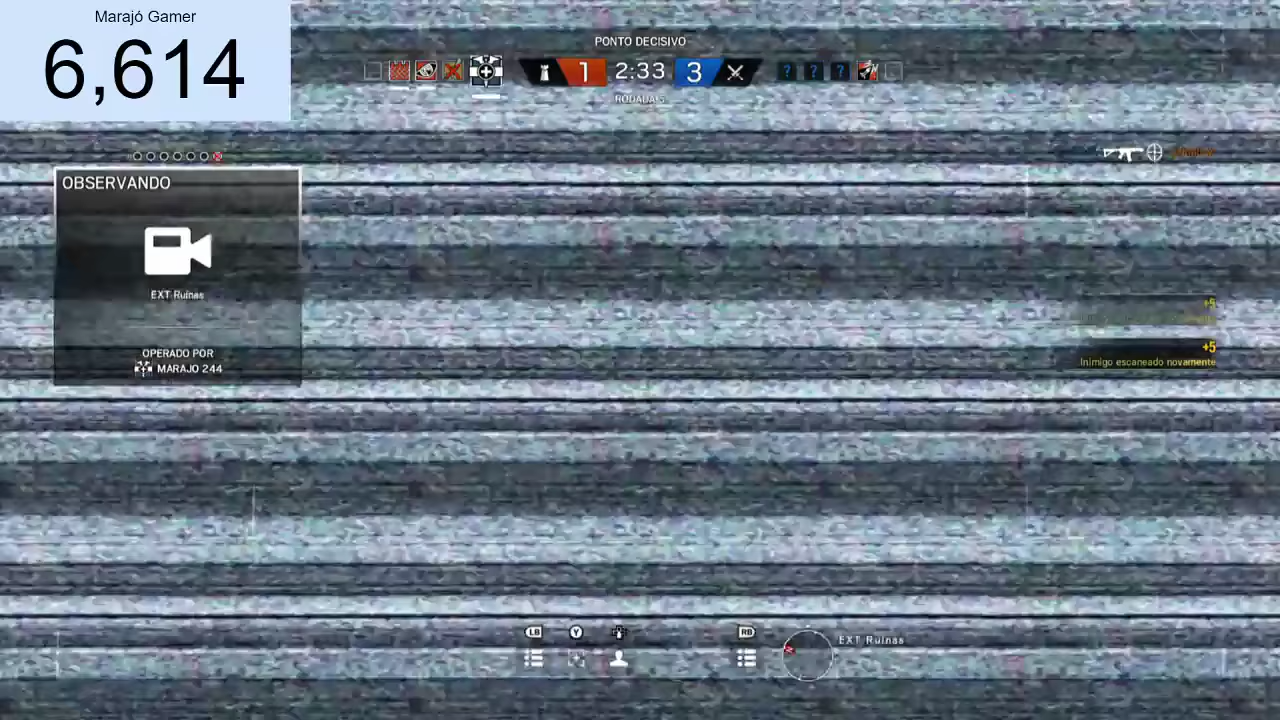 Marajó Gamer
6,614
PONTO DECISIVO
1 2:33 3
? ? ?
RODADA 5
OBSERVANDO
EXT Ruínas
OPERADO POR
MARAJO 244
+5
+5
Inimigo escaneado novamente
LB Y RB
EXT Ruínas